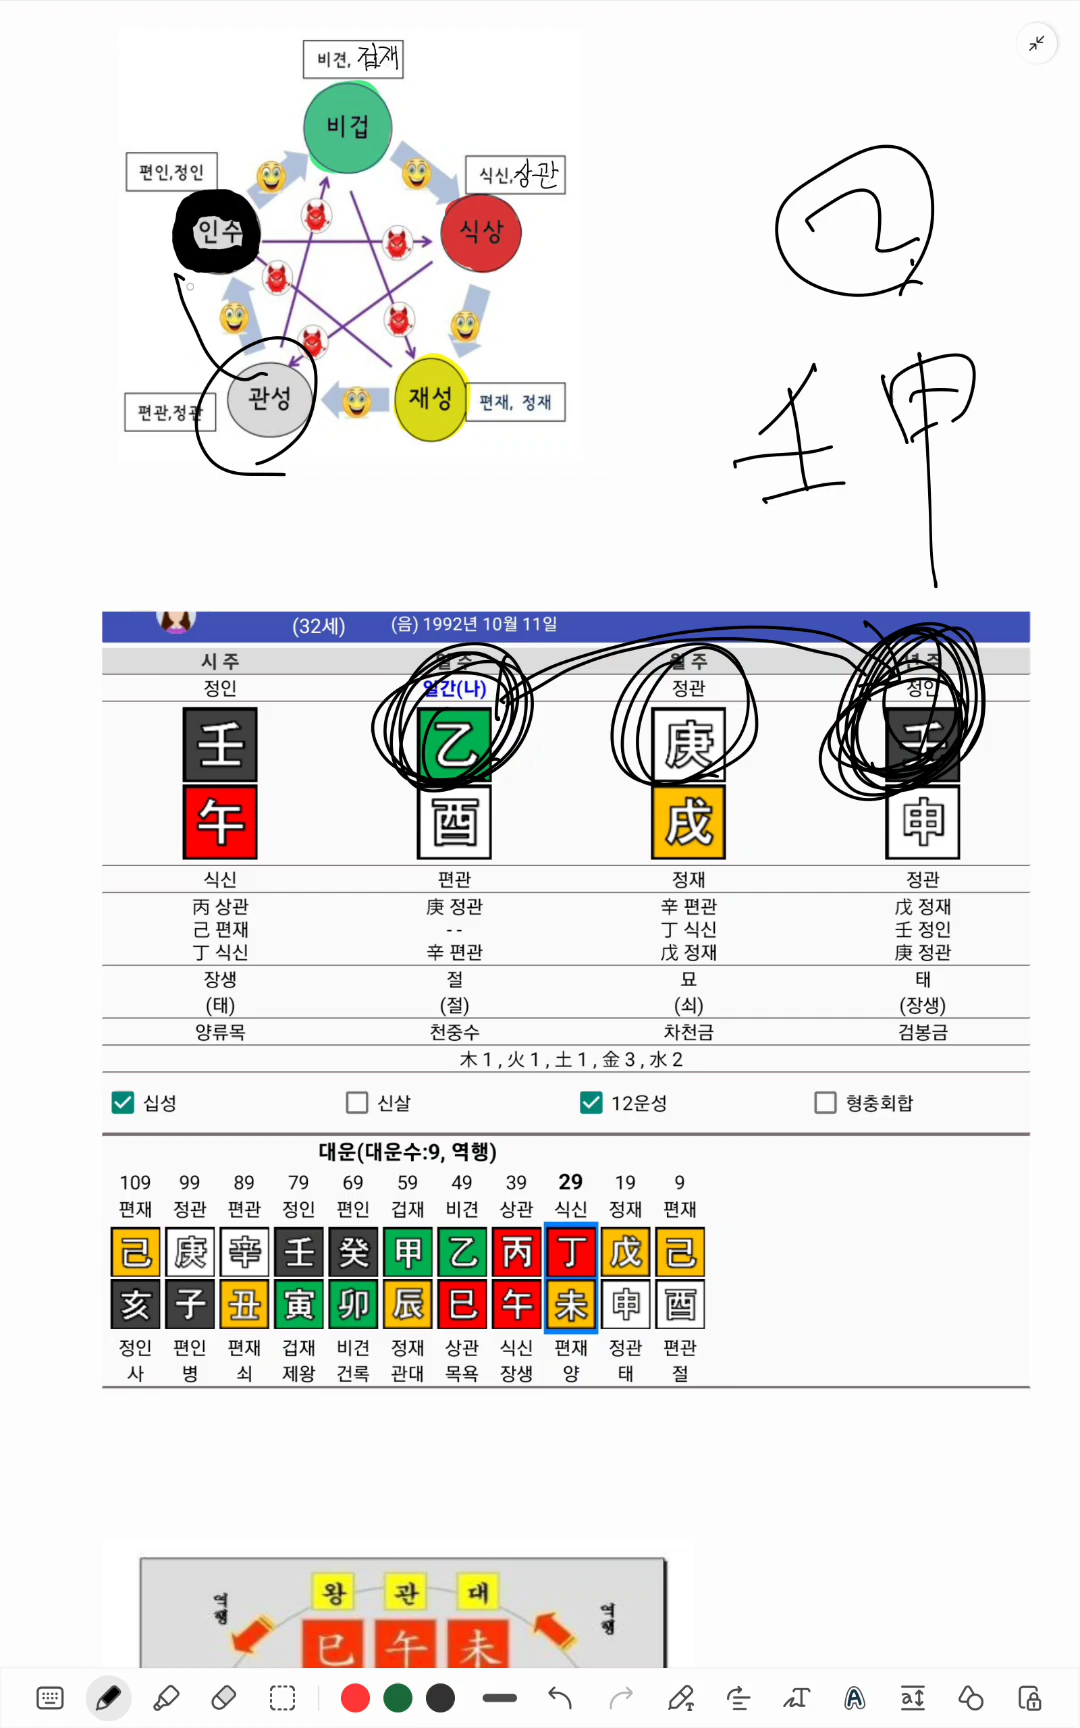 비견, 겁재
비겁
편인,정인
식신,상관
인수
식상
관성
재성
편관,정관
편재, 정재
2
壬 甲
(32세) (음) 1992년 10월 11일
시 주 일 주 월 주 년 주
정인 일간(나) 정관 정인
壬 乙 庚 壬
午 酉 戌 申
식신 편관 정재 정관
丙 상관 庚 정관 辛 편관 戊 정재
己 편재 - - 丁 식신 壬 정인
丁 식신 辛 편관 戊 정재 庚 정관
장생 절 묘 태
(태) (절) (쇠) (장생)
양류목 천중수 차천금 검봉금
木 1 , 火 1 , 土 1 , 金 3 , 水 2
십성 신살 12운성 형충회합
대운(대운수:9, 역행)
109 99 89 79 69 59 49 39 29 19 9
편재 정관 편관 정인 편인 겁재 비견 상관 식신 정재 편재
己 庚 辛 壬 癸 甲 乙 丙 丁 戊 己
亥 子 丑 寅 卯 辰 巳 午 未 申 酉
정인 편인 편재 겁재 비견 정재 상관 식신 편재 정관 편관
사 병 쇠 제왕 건록 관대 목욕 장생 양 태 절
왕 관 대
역행 역행
巳 午 未